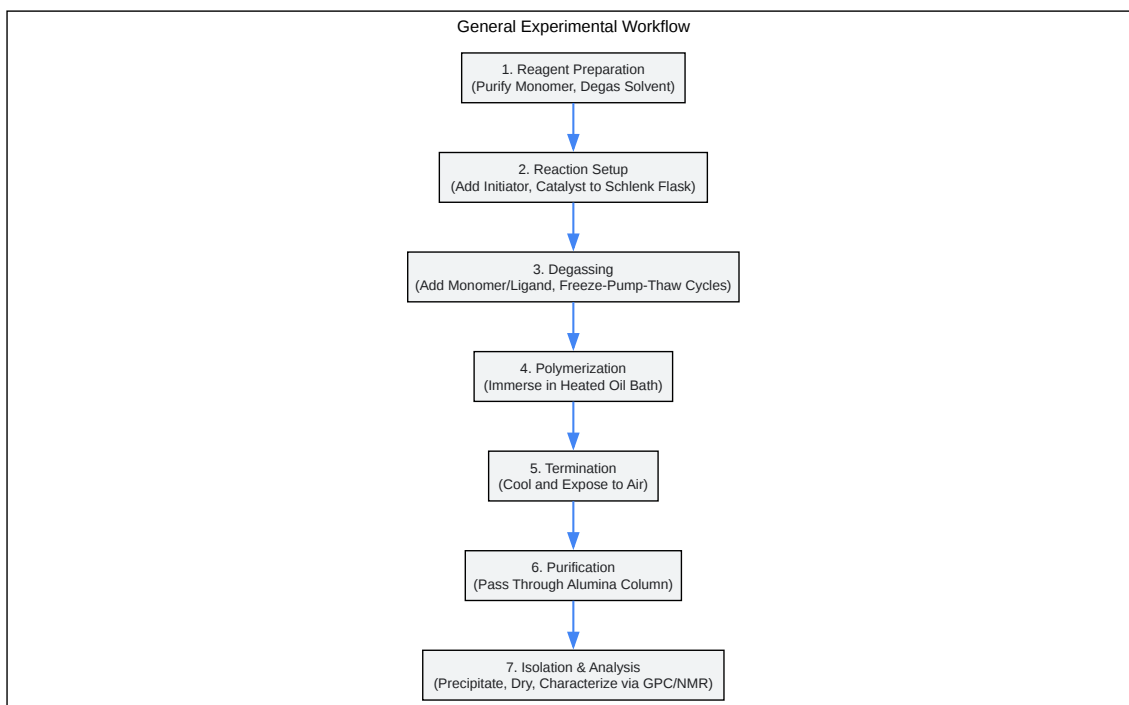 General Experimental Workflow
1. Reagent Preparation
(Purify Monomer, Degas Solvent)
2. Reaction Setup
(Add Initiator, Catalyst to Schlenk Flask)
3. Degassing
(Add Monomer/Ligand, Freeze-Pump-Thaw Cycles)
4. Polymerization
(Immerse in Heated Oil Bath)
5. Termination
(Cool and Expose to Air)
6. Purification
(Pass Through Alumina Column)
7. Isolation & Analysis
(Precipitate, Dry, Characterize via GPC/NMR)